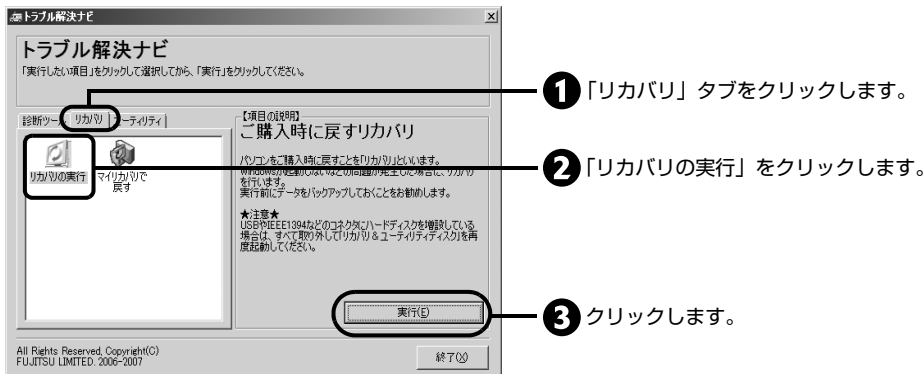 トラブル解決ナビ
トラブル解決ナビ
「実行したい項目」をクリックして選択してから、「実行」をクリックしてください。
診断ツール リカバリ ユーティリティ
リカバリの実行
マイリカバリで
戻す
【項目の説明】
ご購入時に戻すリカバリ
パソコンをご購入時に戻すことを「リカバリ」といいます。
Windowsが起動しないなどの問題が発生した場合に、リカバリ
を行います。
実行前にデータをバックアップしておくことをお勧めします。
★注意★
USBやIEEE1394などのコネクタにハードディスクを増設している
場合は、すべて取り外して「リカバリ&ユーティリティディスク」を再
度起動してください。
実行(E)
All Rights Reserved, Copyright(C)
FUJITSU LIMITED. 2006-2007
終了(X)
1 「リカバリ」タブをクリックします。
2 「リカバリの実行」をクリックします。
3 クリックします。